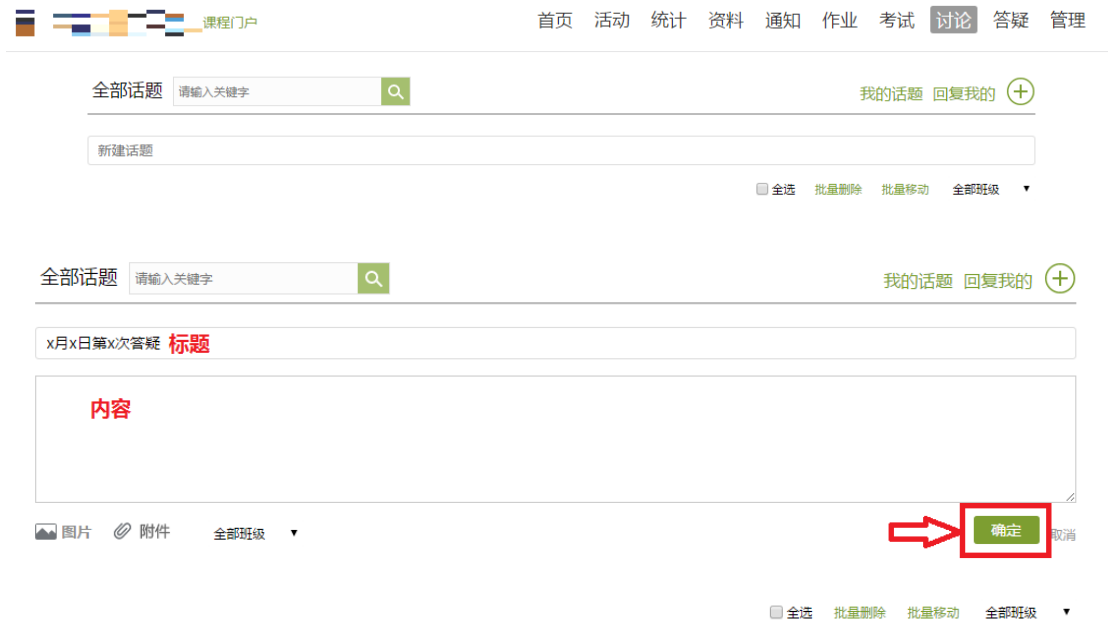 课程门户 首页 活动 统计 资料 通知 作业 考试 讨论 答疑 管理
全部话题 请输入关键字 我的话题 回复我的
新建话题
全选 批量删除 批量移动 全部班级
全部话题 请输入关键字 我的话题 回复我的
x月x日第x次答疑 标题
内容
图片 附件 全部班级 确定 取消
全选 批量删除 批量移动 全部班级